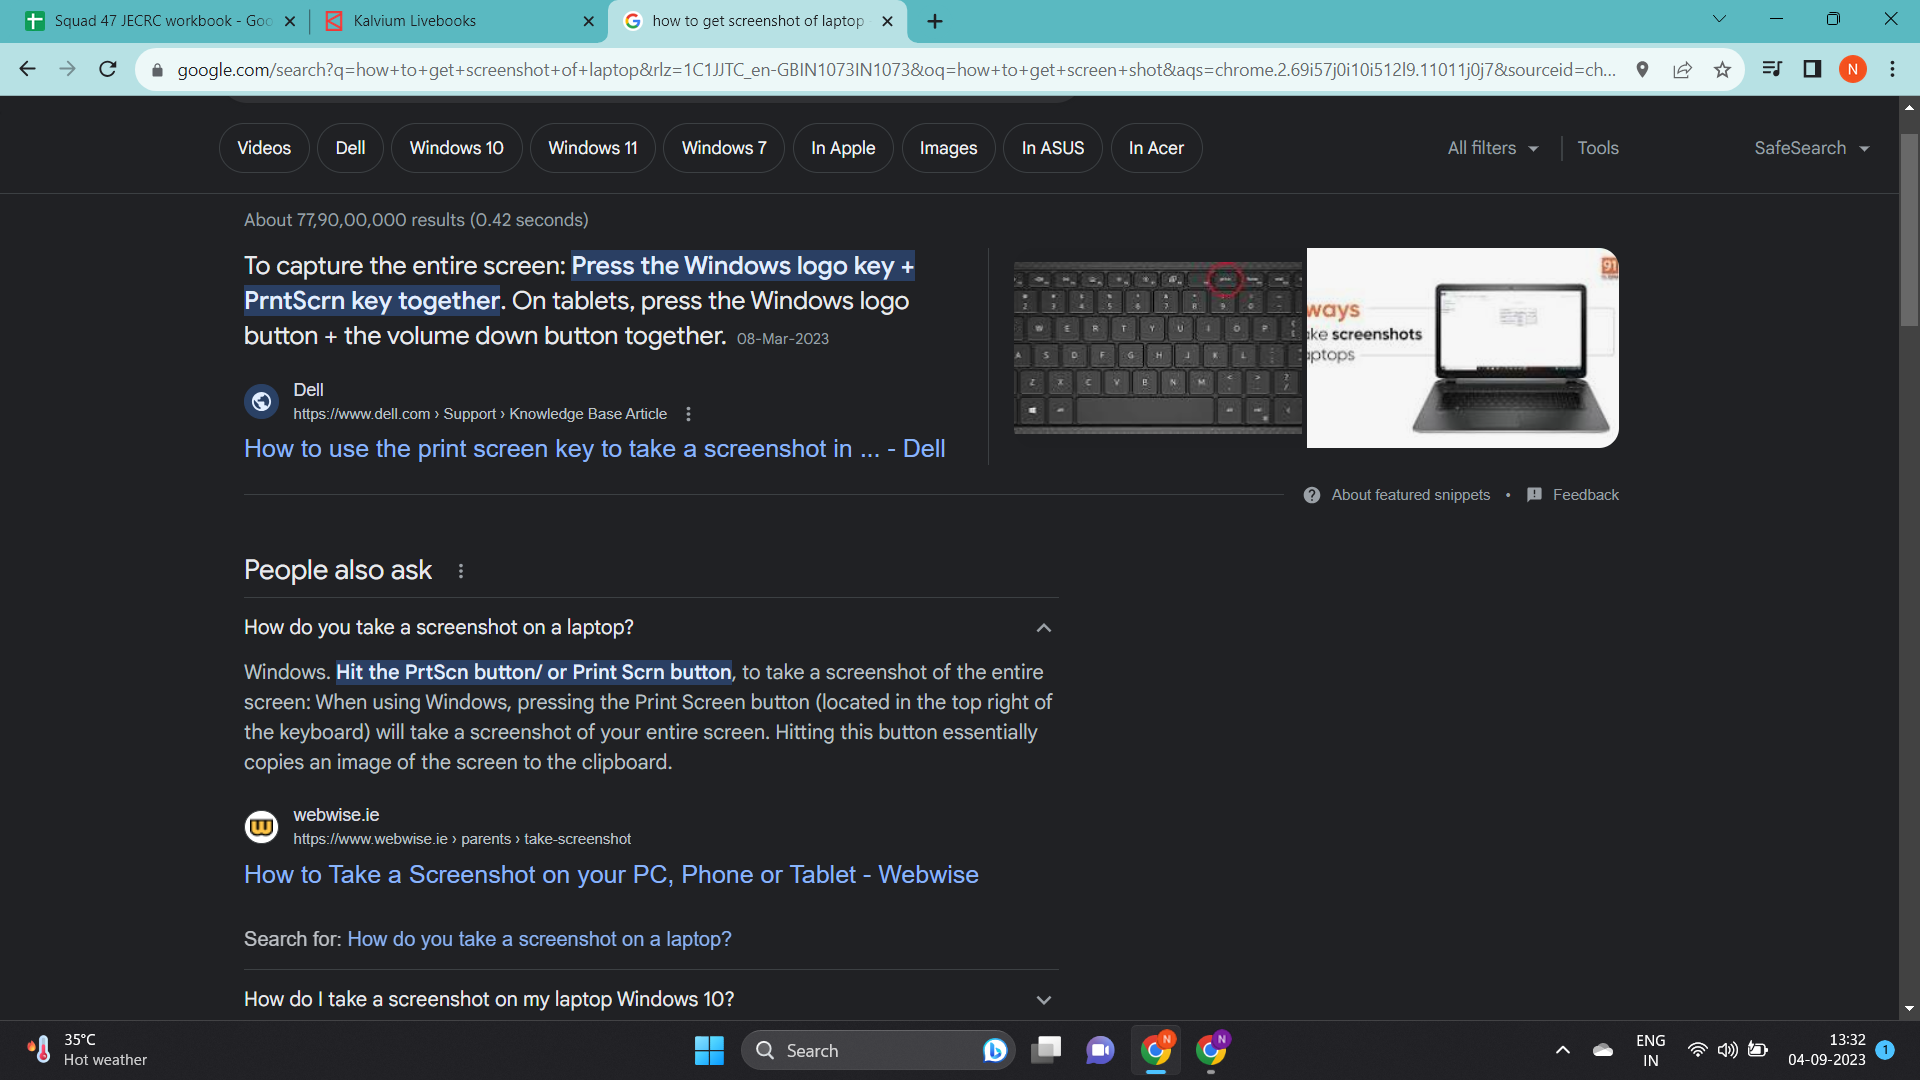 Squad 47 JECRC workbook - Goo
Kalvium Livebooks
how to get screenshot of laptop
google.com/search?q=how+to+get+screenshot+of+laptop&rlz=1C1JJTC_en-GBIN1073IN1073&oq=how+to+get+screen+shot&aqs=chrome.2.69i57j0i10i512l9.11011j0j7&sourceid=ch...
N
Videos
Dell
Windows 10
Windows 11
Windows 7
In Apple
Images
In ASUS
In Acer
All filters
Tools
SafeSearch
About 77,90,00,000 results (0.42 seconds)
To capture the entire screen: Press the Windows logo key +
PrntScrn key together. On tablets, press the Windows logo
button + the volume down button together. 08-Mar-2023
Dell
https://www.dell.com › Support › Knowledge Base Article
How to use the print screen key to take a screenshot in ... - Dell
91
ways
ke screenshots
ptops
W E R T Y U I O P
A S D F G H J K L
Z X C V B N M
About featured snippets • Feedback
People also ask
How do you take a screenshot on a laptop?
Windows. Hit the PrtScn button/ or Print Scrn button, to take a screenshot of the entire
screen: When using Windows, pressing the Print Screen button (located in the top right of
the keyboard) will take a screenshot of your entire screen. Hitting this button essentially
copies an image of the screen to the clipboard.
webwise.ie
https://www.webwise.ie › parents › take-screenshot
How to Take a Screenshot on your PC, Phone or Tablet - Webwise
Search for: How do you take a screenshot on a laptop?
How do I take a screenshot on my laptop Windows 10?
35°C
Hot weather
Search
N
N
ENG
IN
13:32
04-09-2023
1